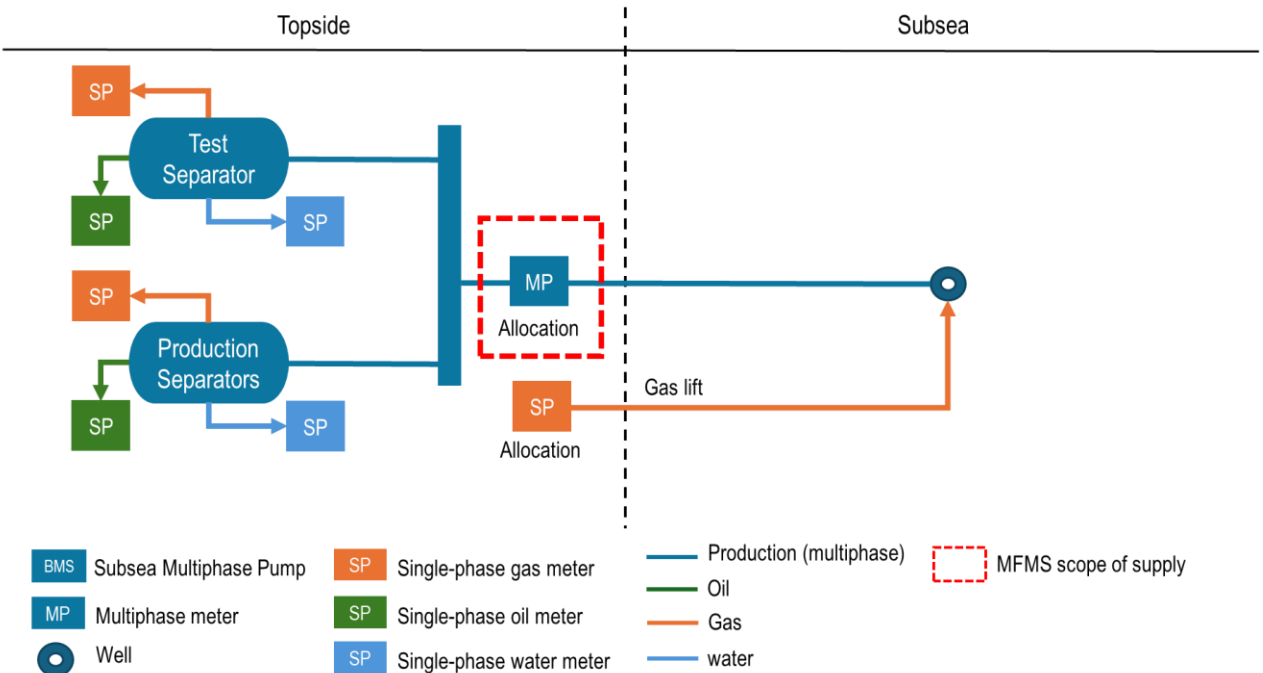 Topside
Subsea
SP
Test
Separator
SP
SP
SP
MP
Allocation
Production
Separators
SP
SP
SP
Gas lift
Allocation
BMS Subsea Multiphase Pump
MP Multiphase meter
Well
SP Single-phase gas meter
SP Single-phase oil meter
SP Single-phase water meter
Production (multiphase)
Oil
Gas
water
MFMS scope of supply